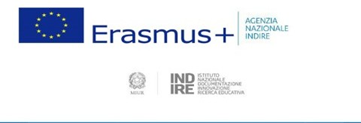 Erasmus+
AGENZIA
NAZIONALE
INDIRE
MIUR
INDIRE
ISTITUTO
NAZIONALE
DOCUMENTAZIONE
INNOVAZIONE
RICERCA EDUCATIVA